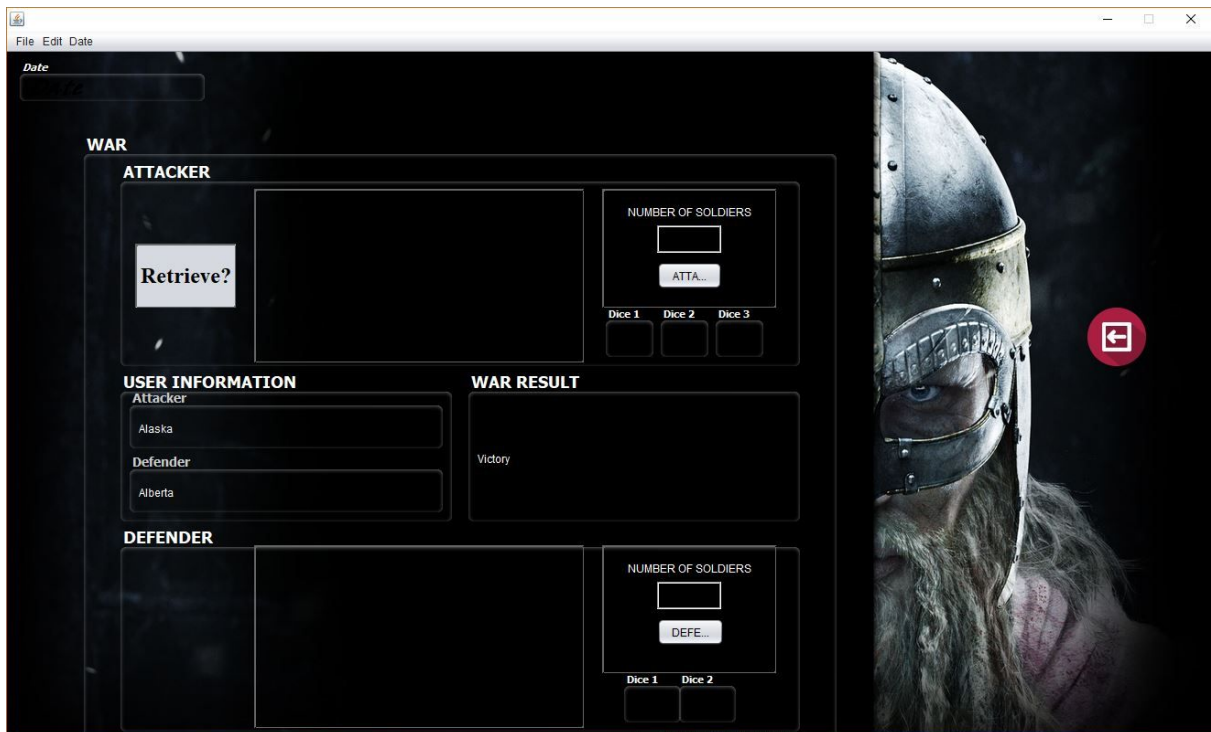 File Edit Date
Date
WAR
ATTACKER
NUMBER OF SOLDIERS
Retrieve?
ATTA...
Dice 1 Dice 2 Dice 3
USER INFORMATION
WAR RESULT
Attacker
Alaska
Defender
Victory
Alberta
DEFENDER
NUMBER OF SOLDIERS
DEFE...
Dice 1 Dice 2